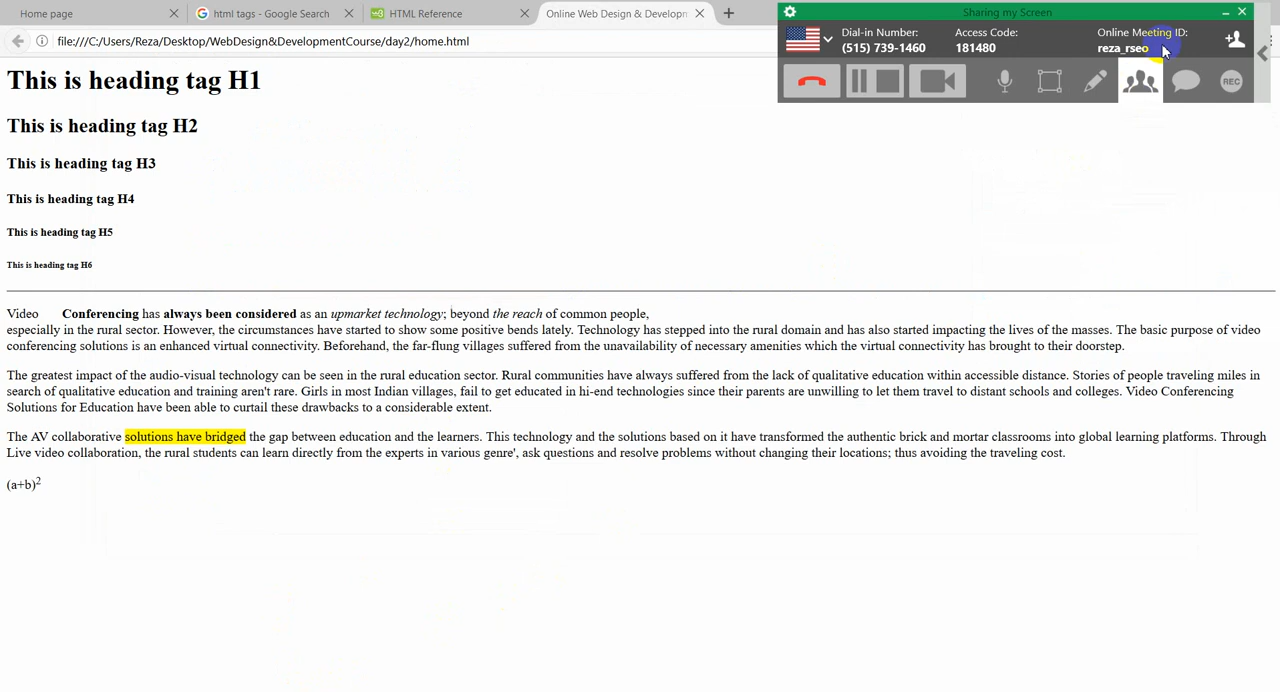 Home page
html tags - Google Search
HTML Reference
Online Web Design & Developm
Sharing my Screen
file:///C:/Users/Reza/Desktop/WebDesign&DevelopmentCourse/day2/home.html
Dial-in Number:
(515) 739-1460
Access Code:
181480
Online Meeting ID:
reza_rseo
REC
This is heading tag H1
This is heading tag H2
This is heading tag H3
This is heading tag H4
This is heading tag H5
This is heading tag H6
Video Conferencing has always been considered as an upmarket technology; beyond the reach of common people,
especially in the rural sector. However, the circumstances have started to show some positive bends lately. Technology has stepped into the rural domain and has also started impacting the lives of the masses. The basic purpose of video
conferencing solutions is an enhanced virtual connectivity. Beforehand, the far-flung villages suffered from the unavailability of necessary amenities which the virtual connectivity has brought to their doorstep.
The greatest impact of the audio-visual technology can be seen in the rural education sector. Rural communities have always suffered from the lack of qualitative education within accessible distance. Stories of people traveling miles in
search of qualitative education and training aren't rare. Girls in most Indian villages, fail to get educated in hi-end technologies since their parents are unwilling to let them travel to distant schools and colleges. Video Conferencing
Solutions for Education have been able to curtail these drawbacks to a considerable extent.
The AV collaborative solutions have bridged the gap between education and the learners. This technology and the solutions based on it have transformed the authentic brick and mortar classrooms into global learning platforms. Through
Live video collaboration, the rural students can learn directly from the experts in various genre', ask questions and resolve problems without changing their locations; thus avoiding the traveling cost.
(a+b)²